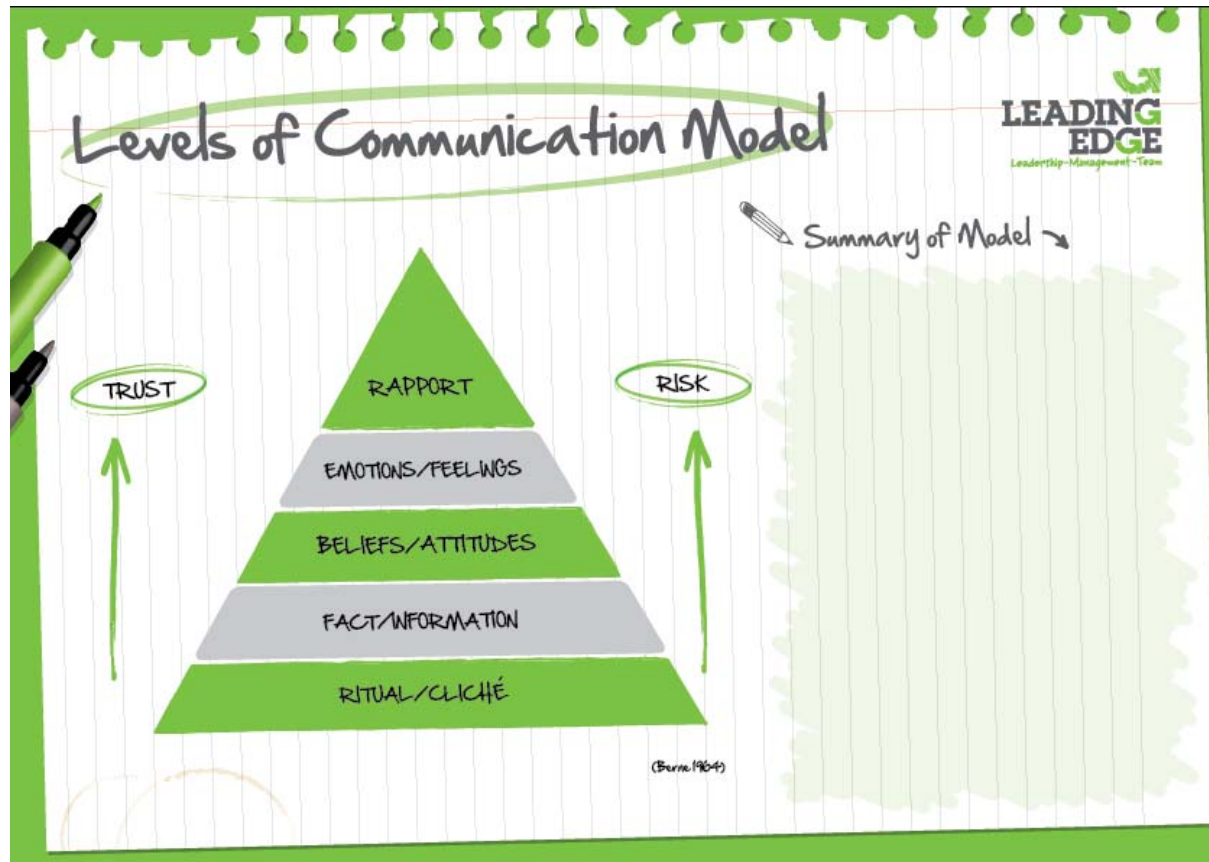 Levels of Communication Model
LEADING
EDGE
Leadership-Management-Team
Summary of Model
TRUST
RAPPORT
RISK
EMOTIONS/FEELINGS
BELIEFS/ATTITUDES
FACT/INFORMATION
RITUAL/CLICHÉ
(Berne 1964)